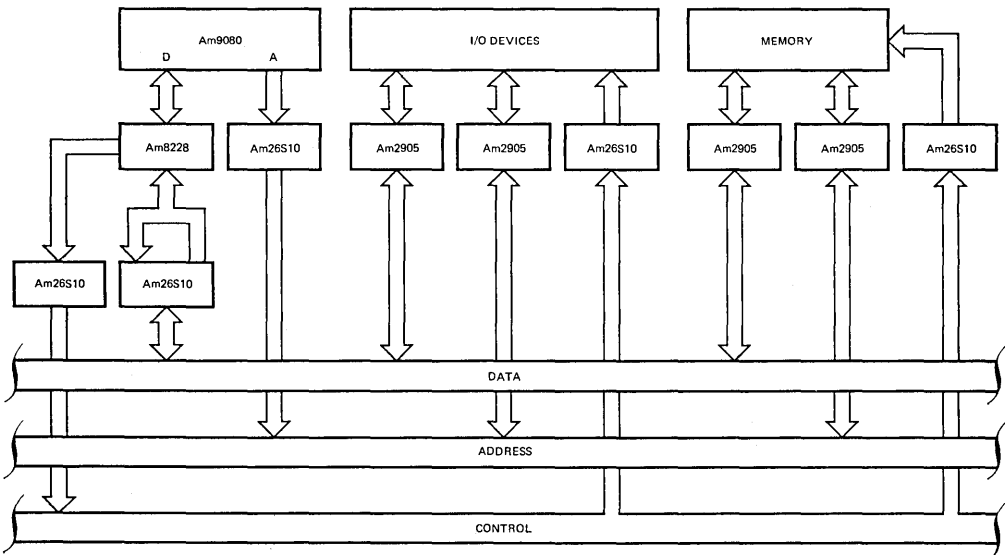 Am9080
D A
I/O DEVICES
MEMORY
Am8228
Am26S10
Am2905
Am2905
Am26S10
Am2905
Am2905
Am26S10
Am26S10
Am26S10
DATA
ADDRESS
CONTROL